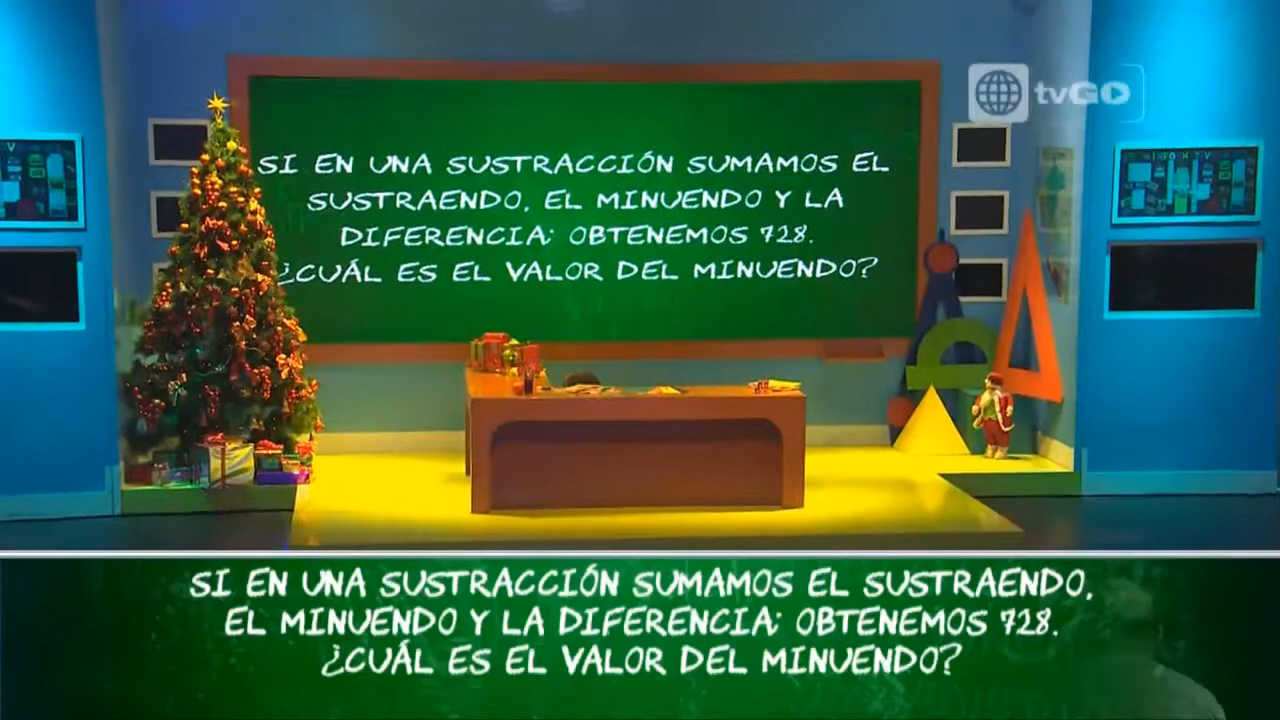 tvGO
SI EN UNA SUSTRACCIÓN SUMAMOS EL
SUSTRAENDO, EL MINUENDO Y LA
DIFERENCIA; OBTENEMOS 728.
¿CUÁL ES EL VALOR DEL MINUENDO?
SI EN UNA SUSTRACCIÓN SUMAMOS EL SUSTRAENDO,
EL MINUENDO Y LA DIFERENCIA; OBTENEMOS 728.
¿CUÁL ES EL VALOR DEL MINUENDO?